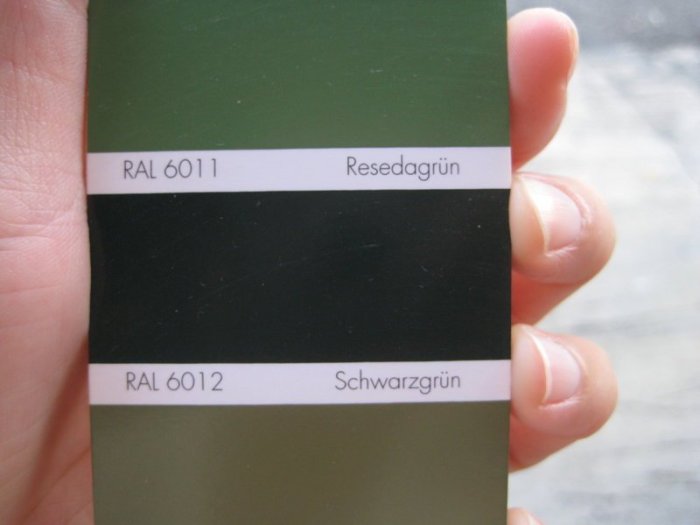 RAL 6011 Resedagrün
RAL 6012 Schwarzgrün